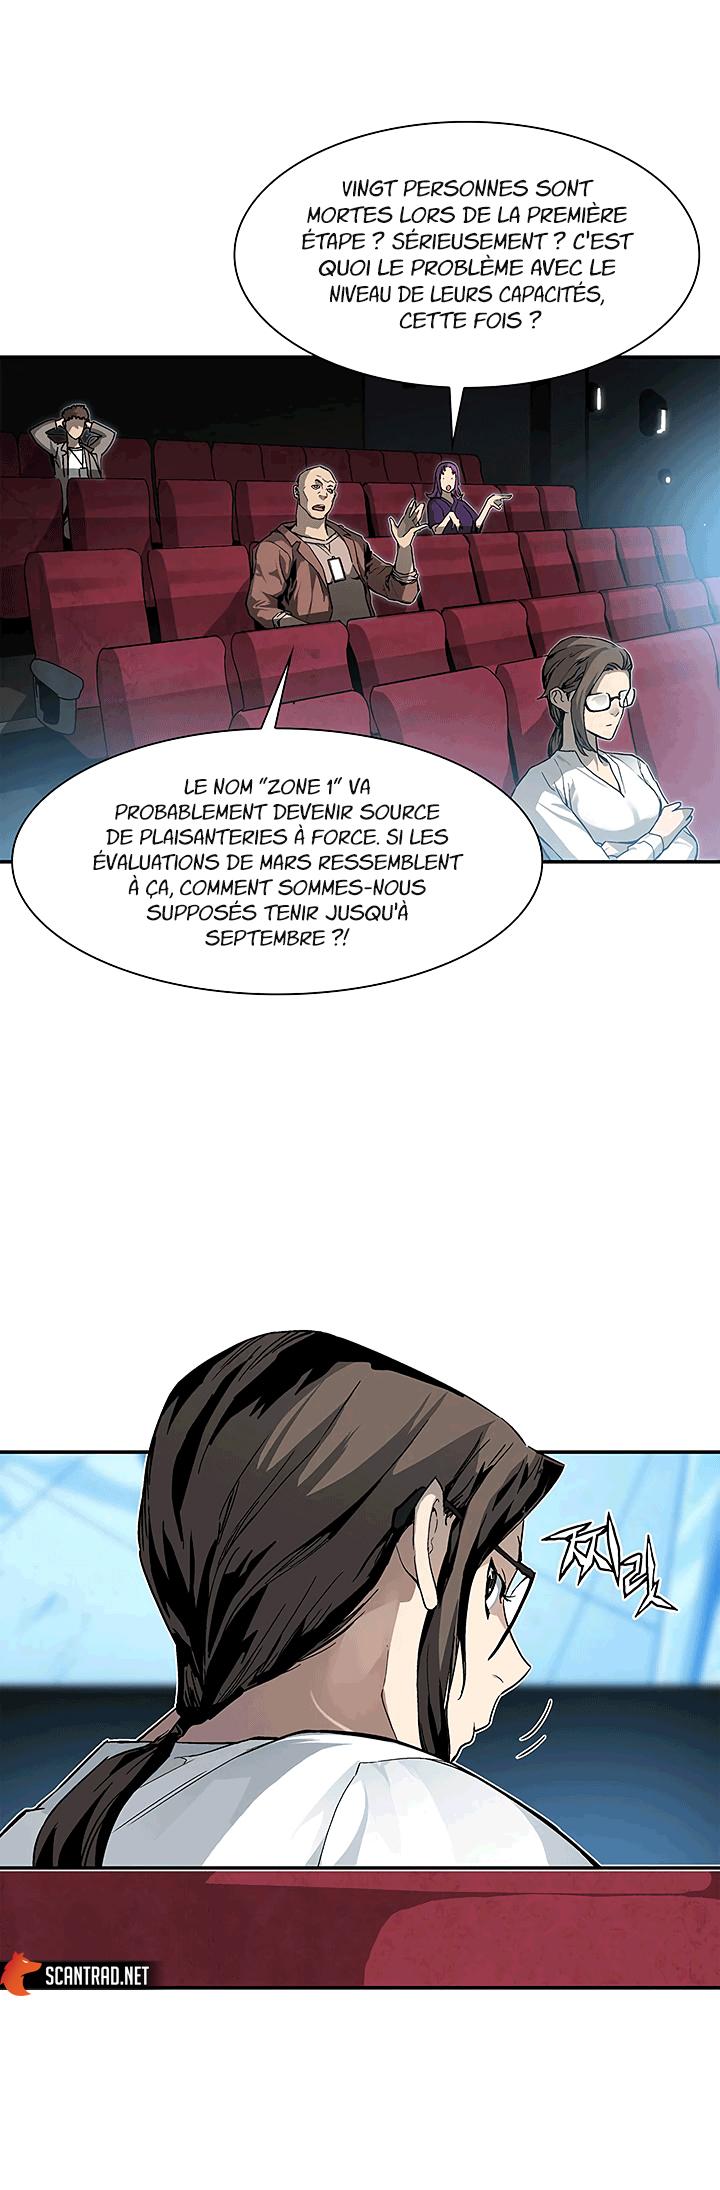 VINGT PERSONNES SONT
MORTES LORS DE LA PREMIÈRE
ÉTAPE ? SÉRIEUSEMENT ? C'EST
QUOI LE PROBLÈME AVEC LE
NIVEAU DE LEURS CAPACITÉS,
CETTE FOIS ?
LE NOM "ZONE 1" VA
PROBABLEMENT DEVENIR SOURCE
DE PLAISANTERIES À FORCE. SI LES
ÉVALUATIONS DE MARS RESSEMBLENT
À ÇA, COMMENT SOMMES-NOUS
SUPPOSÉS TENIR JUSQU'À
SEPTEMBRE ?!
찌릿
SCANTRAD.NET